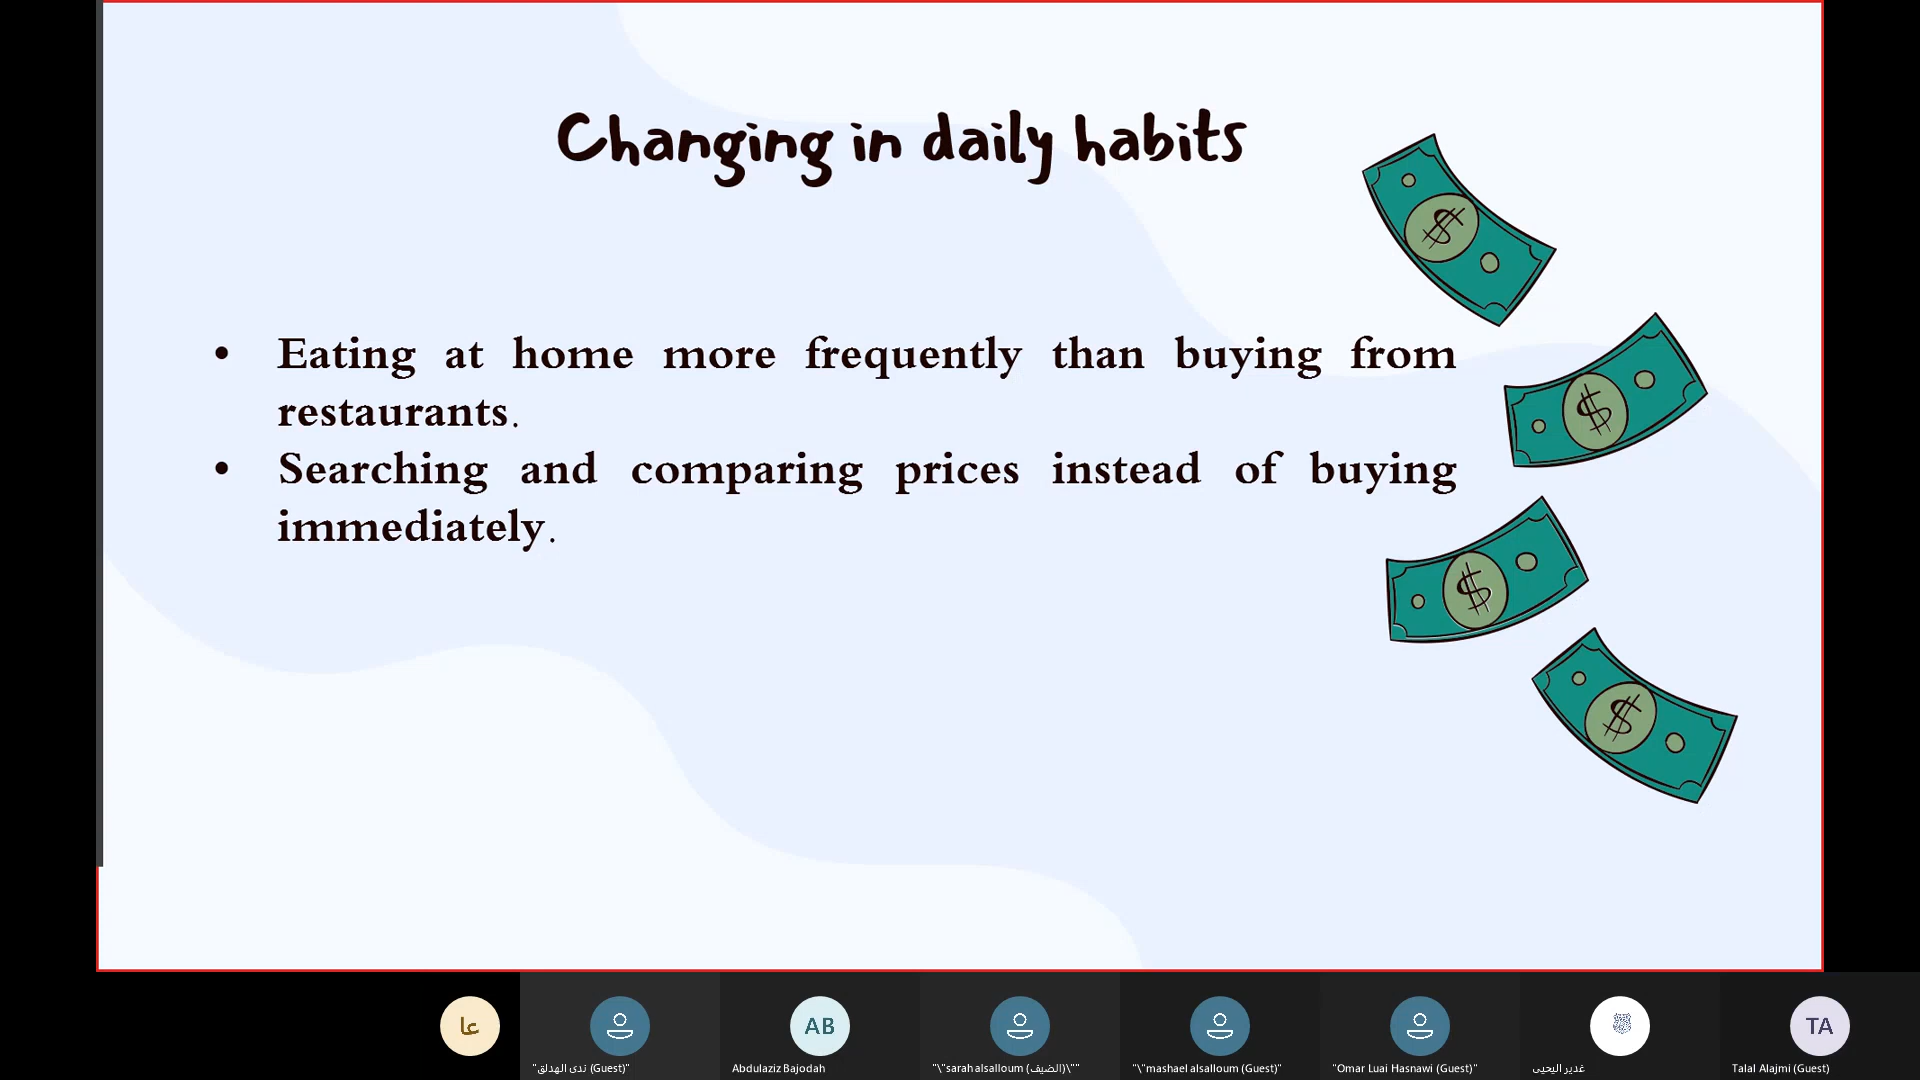 Changing in daily habits
• Eating at home more frequently than buying from
restaurants.
• Searching and comparing prices instead of buying
immediately.
$
$
$
$
عا
AB
TA
"ندى الهدلق (Guest)"
Abdulaziz Bajodah
"\"sarah alsalloum (الضيف)\""
"\"mashael alsalloum (Guest)"
"Omar Luai Hasnawi (Guest)"
غدير اليحيى
Talal Alajmi (Guest)